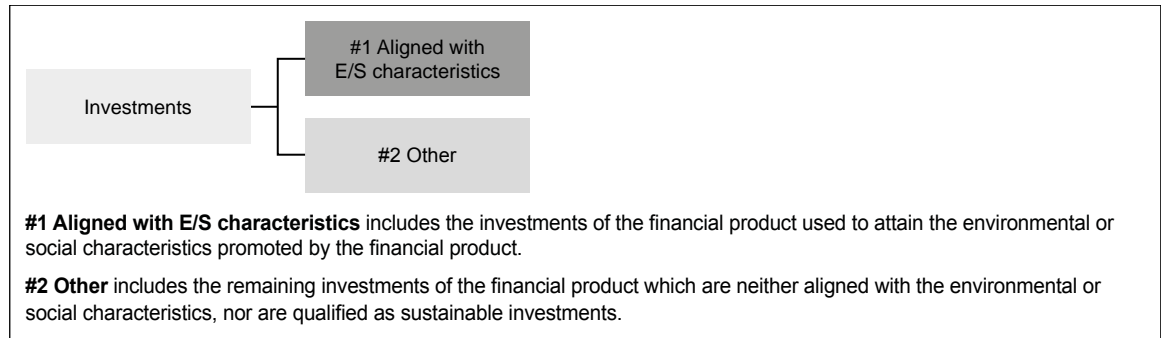 #1 Aligned with
E/S characteristics
Investments
#2 Other
#1 Aligned with E/S characteristics includes the investments of the financial product used to attain the environmental or
social characteristics promoted by the financial product.
#2 Other includes the remaining investments of the financial product which are neither aligned with the environmental or
social characteristics, nor are qualified as sustainable investments.